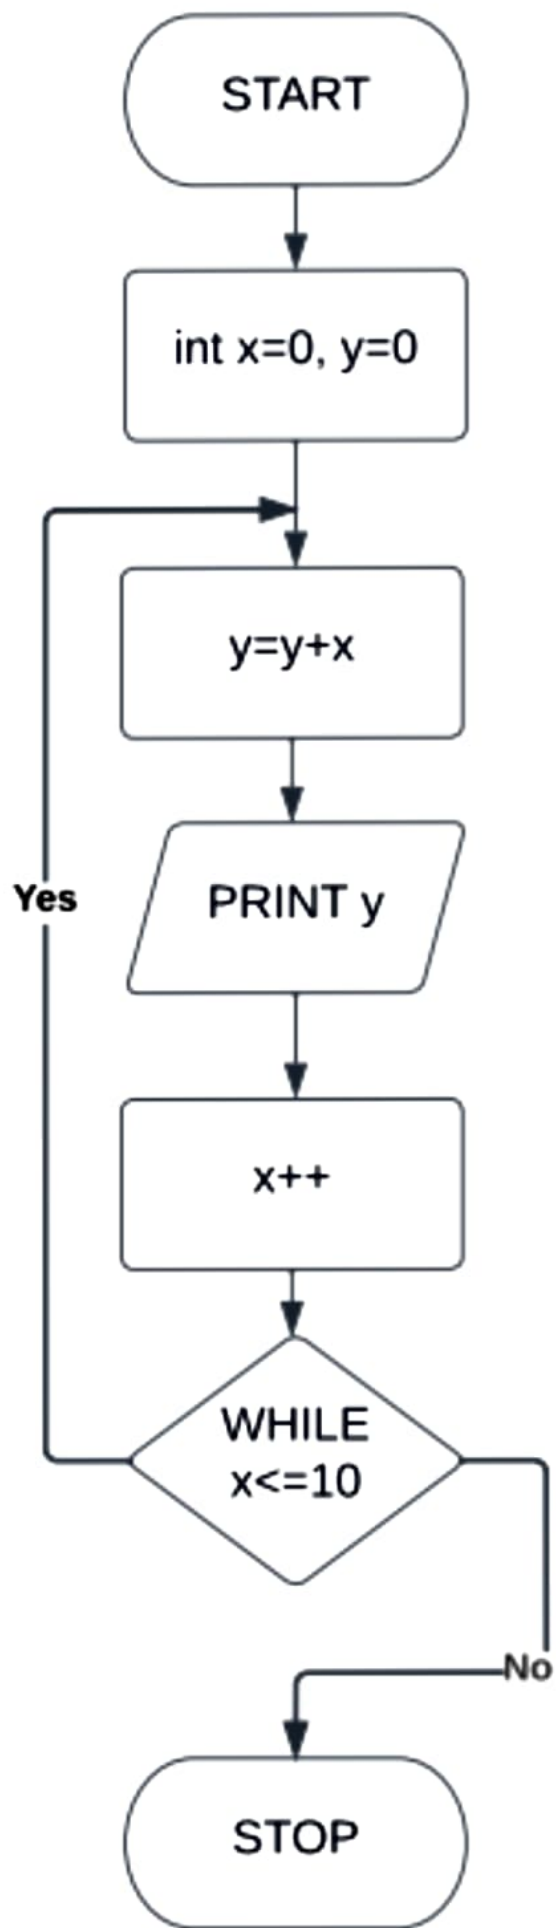 START
int x=0, y=0
y=y+x
PRINT y
Yes
x++
WHILE
x<=10
No
STOP